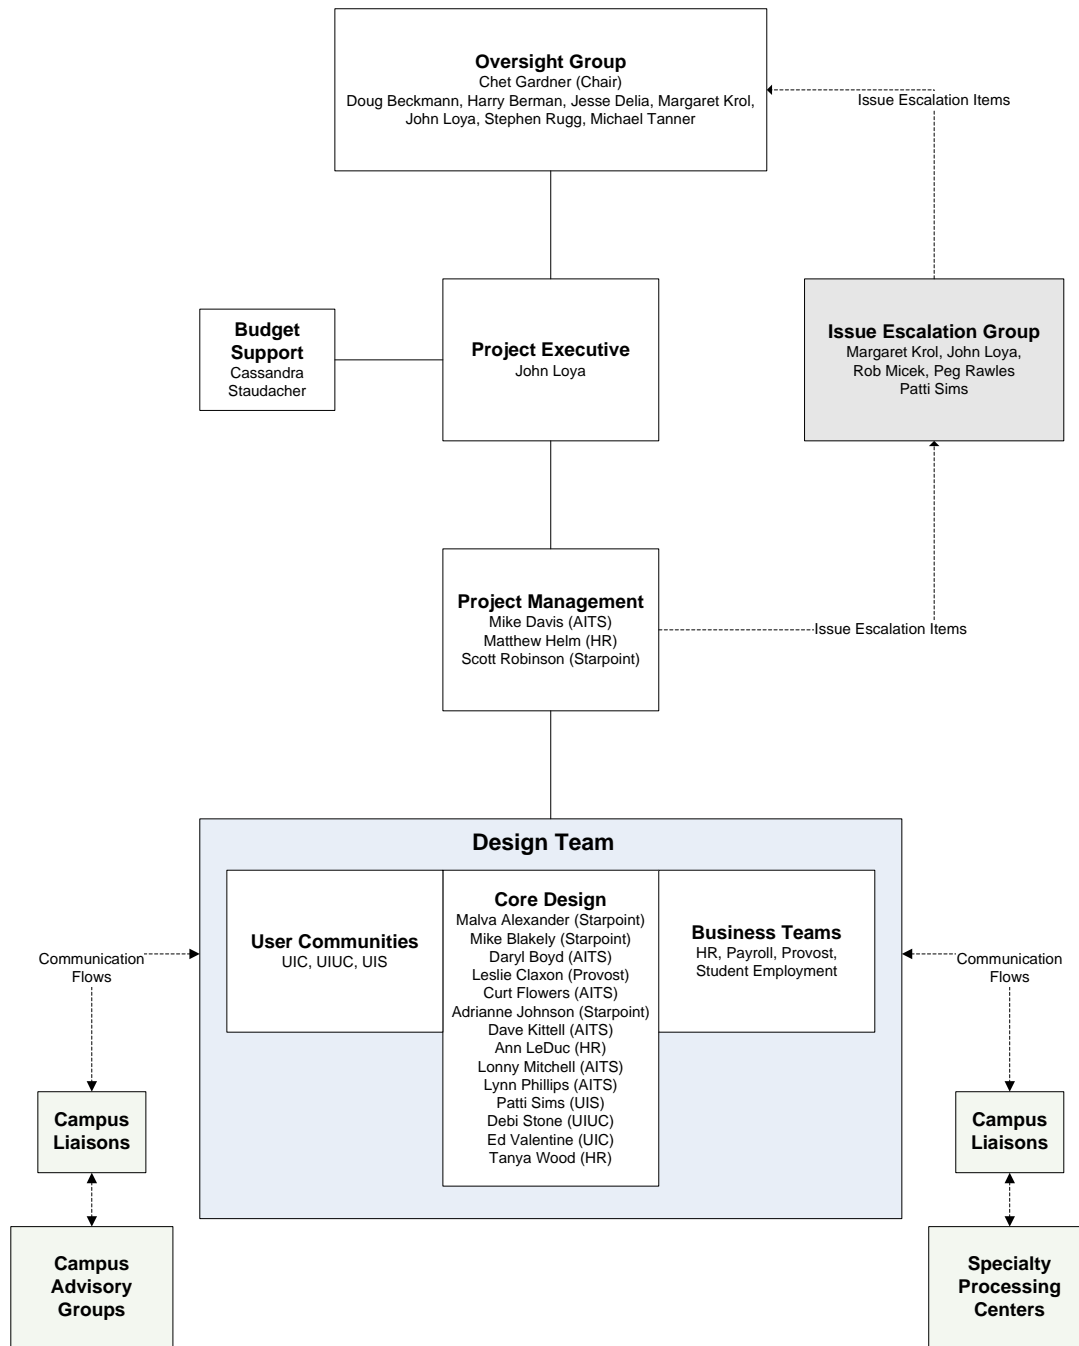 Oversight Group
Chet Gardner (Chair)
Doug Beckmann, Harry Berman, Jesse Delia, Margaret Krol,
John Loya, Stephen Rugg, Michael Tanner
Issue Escalation Items
Budget
Support
Cassandra
Staudacher
Project Executive
John Loya
Issue Escalation Group
Margaret Krol, John Loya,
Rob Micek, Peg Rawles
Patti Sims
Project Management
Mike Davis (AITS)
Matthew Helm (HR)
Scott Robinson (Starpoint)
Issue Escalation Items
Design Team
User Communities
UIC, UIUC, UIS
Core Design
Malva Alexander (Starpoint)
Mike Blakely (Starpoint)
Daryl Boyd (AITS)
Leslie Claxon (Provost)
Curt Flowers (AITS)
Adrianne Johnson (Starpoint)
Dave Kittell (AITS)
Ann LeDuc (HR)
Lonny Mitchell (AITS)
Lynn Phillips (AITS)
Patti Sims (UIS)
Debi Stone (UIUC)
Ed Valentine (UIC)
Tanya Wood (HR)
Business Teams
HR, Payroll, Provost,
Student Employment
Communication
Flows
Communication
Flows
Campus
Liaisons
Campus
Liaisons
Campus
Advisory
Groups
Specialty
Processing
Centers